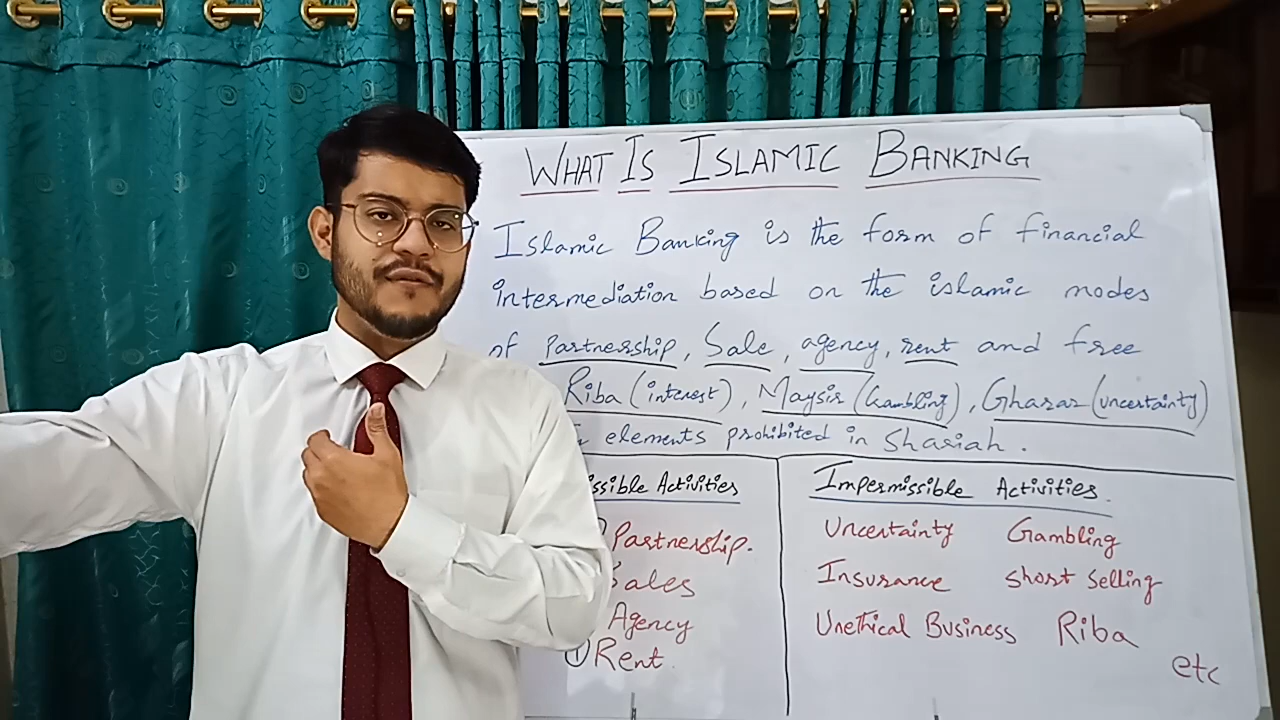 WHAT IS ISLAMIC BANKING
Islamic Banking is the form of financial
intermediation based on the islamic modes
of Partnership, Sale, agency, rent and free
Riba (interest), Maysir (Gambling), Gharar (uncertainty)
elements prohibited in Shariah.
issible Activities
Partnership.
Sales
Agency
Rent.
Impermissible Activities.
Uncertainty Gambling
Insurance Short Selling
Unethical Business Riba
etc